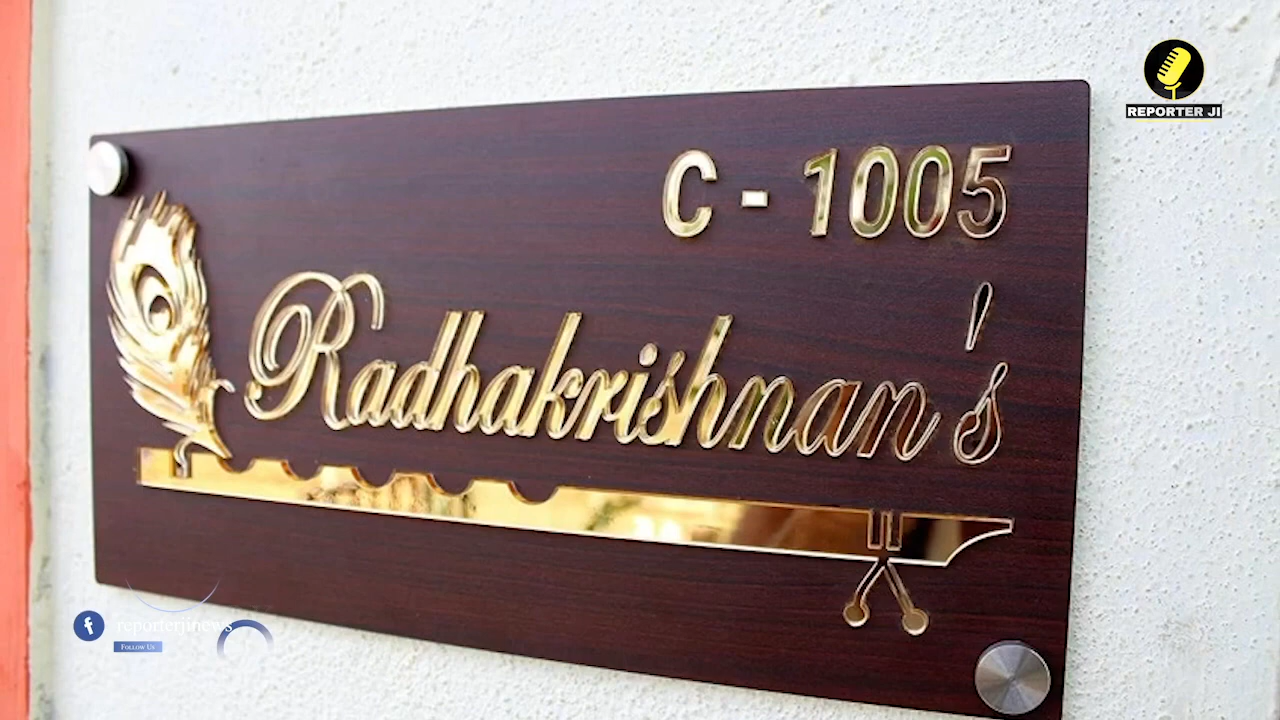 REPORTER JI
C - 1005
Radhakrishnan's
reporterjinews
Follow Us